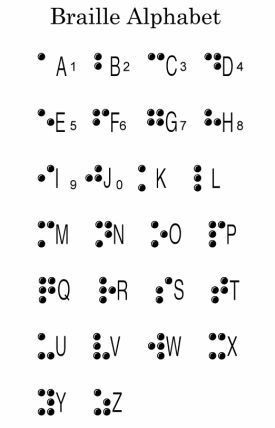 Braille Alphabet
A 1 B 2 C 3 D 4
E 5 F 6 G 7 H 8
I 9 J 0 K L
M N O P
Q R S T
U V W X
Y Z